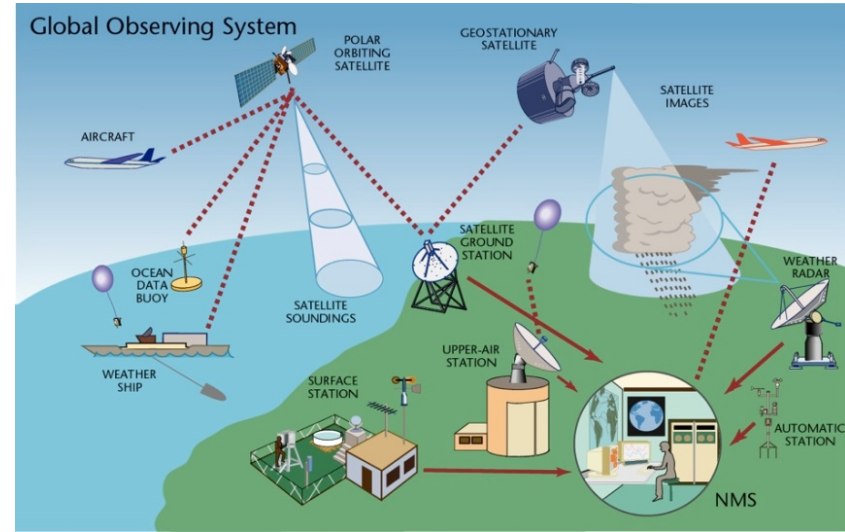 Global Observing System
POLAR
ORBITING
SATELLITE
GEOSTATIONARY
SATELLITE
SATELLITE
IMAGES
AIRCRAFT
OCEAN
DATA
BUOY
SATELLITE
SOUNDINGS
SATELLITE
GROUND
STATION
WEATHER
RADAR
WEATHER
SHIP
SURFACE
STATION
UPPER-AIR
STATION
AUTOMATIC
STATION
NMS